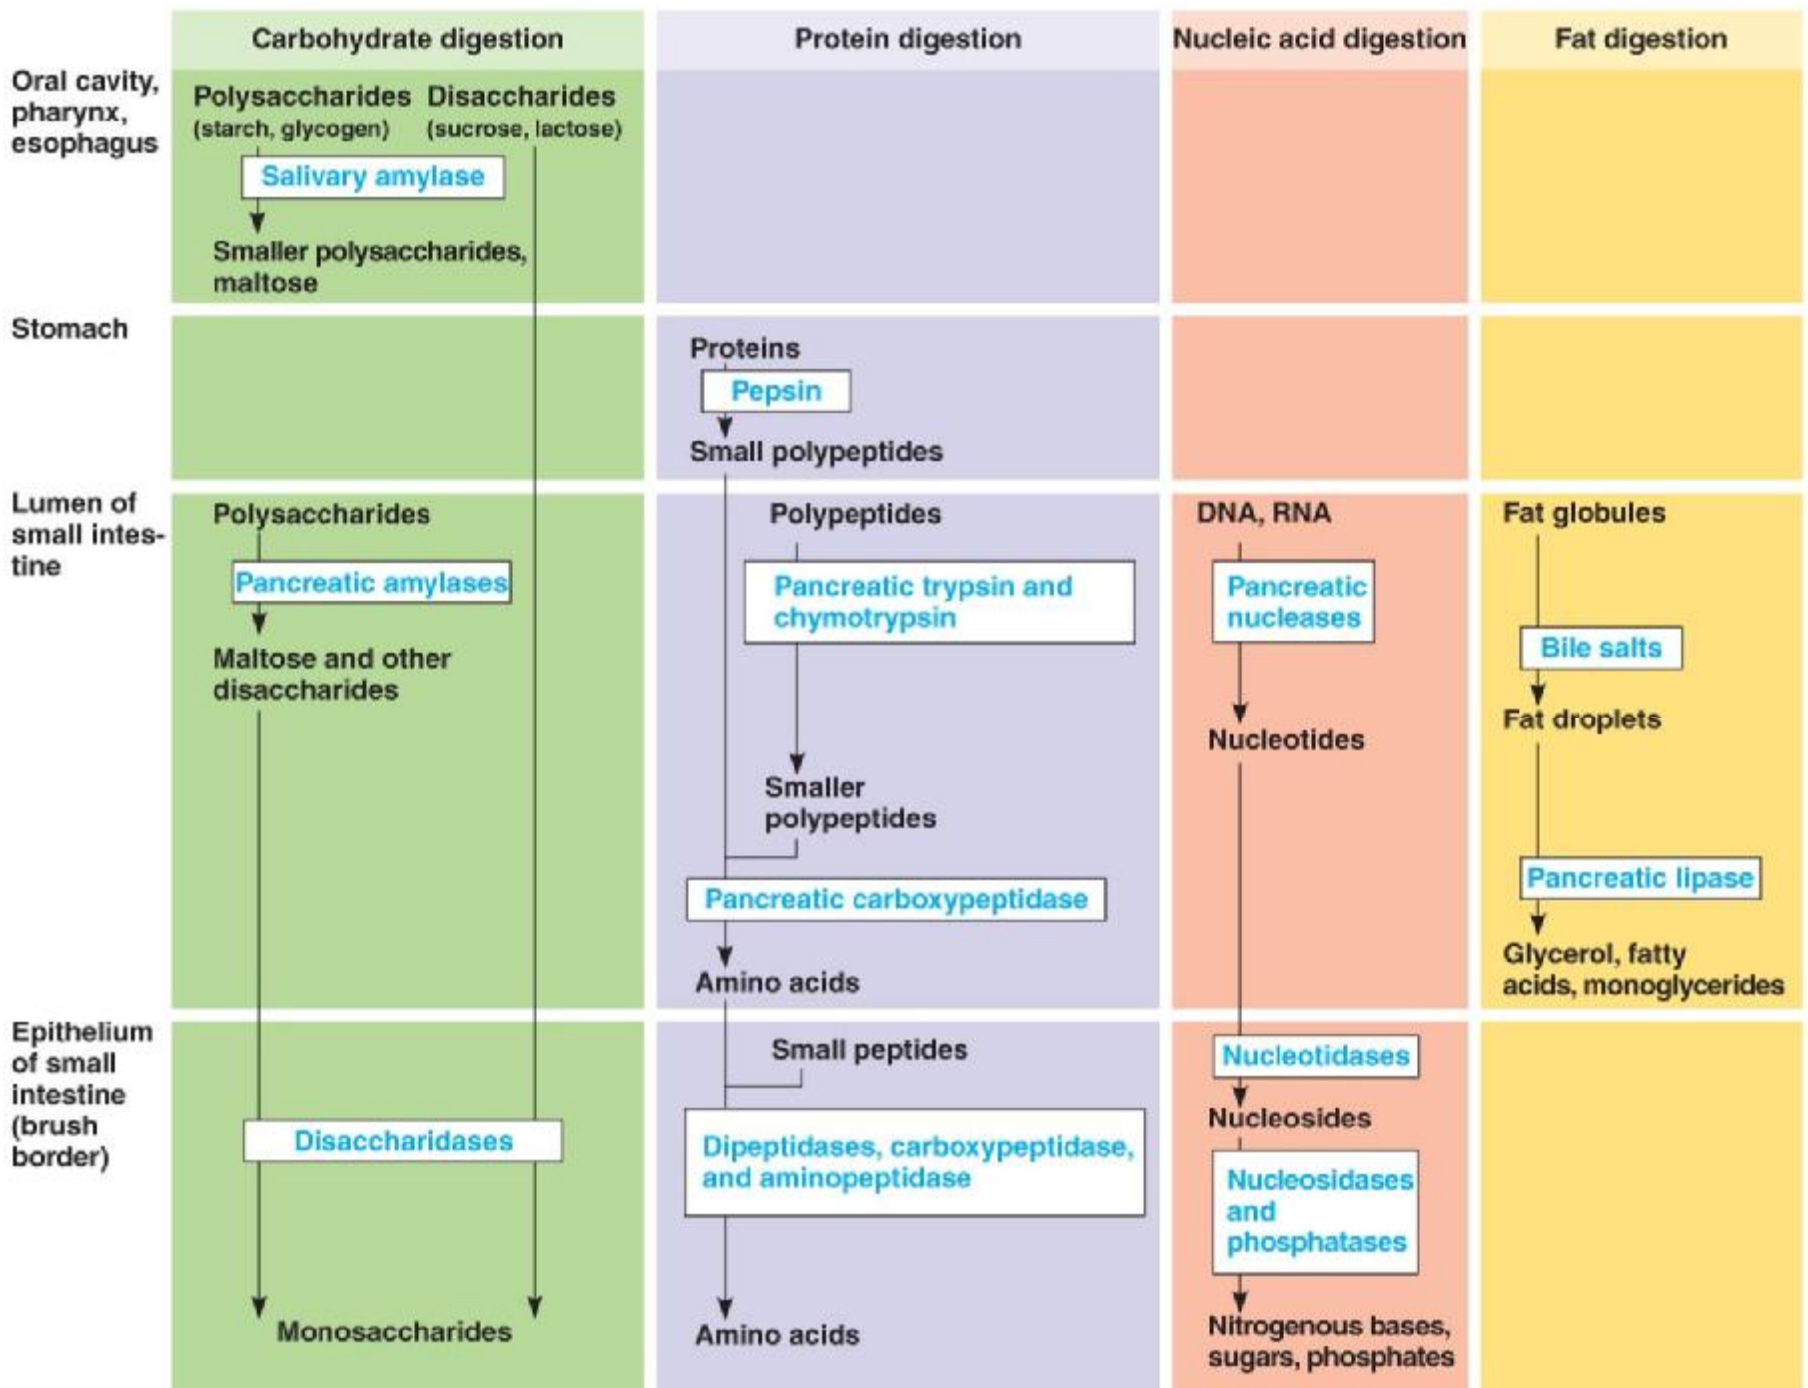 Carbohydrate digestion
Protein digestion
Nucleic acid digestion
Fat digestion
Oral cavity,
pharynx,
esophagus
Polysaccharides
(starch, glycogen)
Disaccharides
(sucrose, lactose)
Salivary amylase
Smaller polysaccharides,
maltose
Stomach
Proteins
Pepsin
Small polypeptides
Lumen of
small intes-
tine
Polysaccharides
Pancreatic amylases
Maltose and other
disaccharides
Polypeptides
Pancreatic trypsin and
chymotrypsin
Smaller
polypeptides
Pancreatic carboxypeptidase
Amino acids
DNA, RNA
Pancreatic
nucleases
Nucleotides
Fat globules
Bile salts
Fat droplets
Pancreatic lipase
Glycerol, fatty
acids, monoglycerides
Epithelium
of small
intestine
(brush
border)
Disaccharidases
Monosaccharides
Small peptides
Dipeptidases, carboxypeptidase,
and aminopeptidase
Amino acids
Nucleotidases
Nucleosides
Nucleosidases
and
phosphatases
Nitrogenous bases,
sugars, phosphates